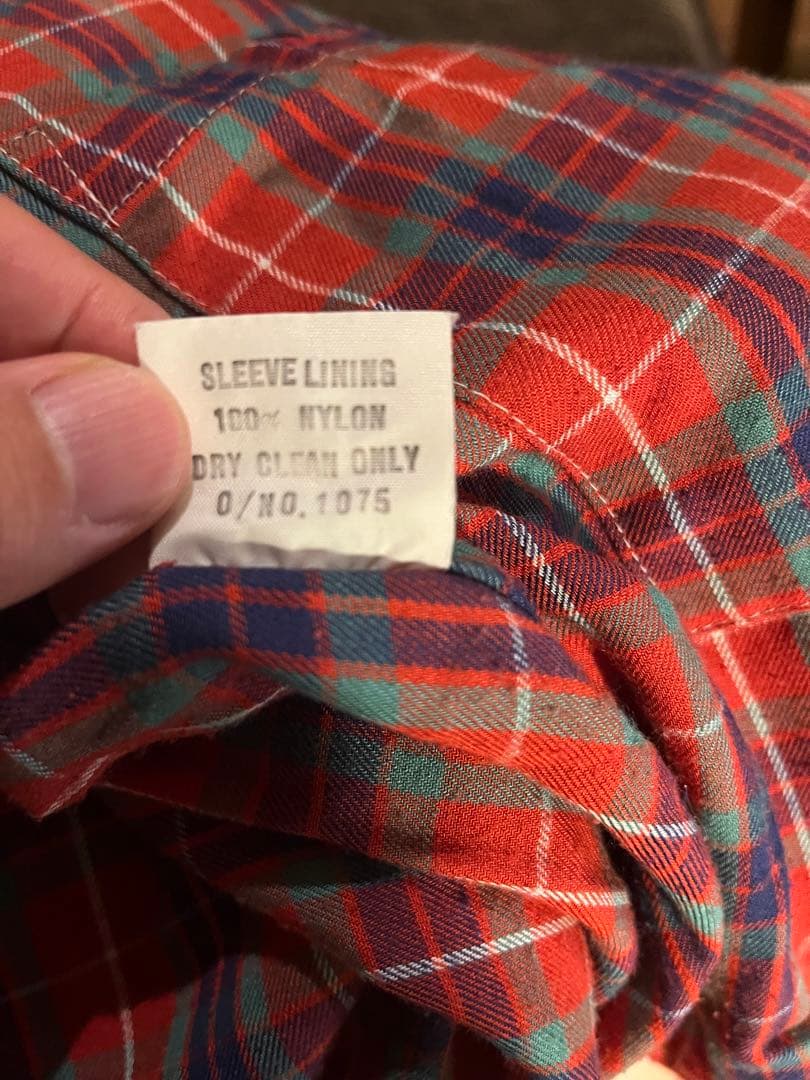 SLEEVE LINING
100% NYLON
DRY CLEAN ONLY
O/NO. 1075